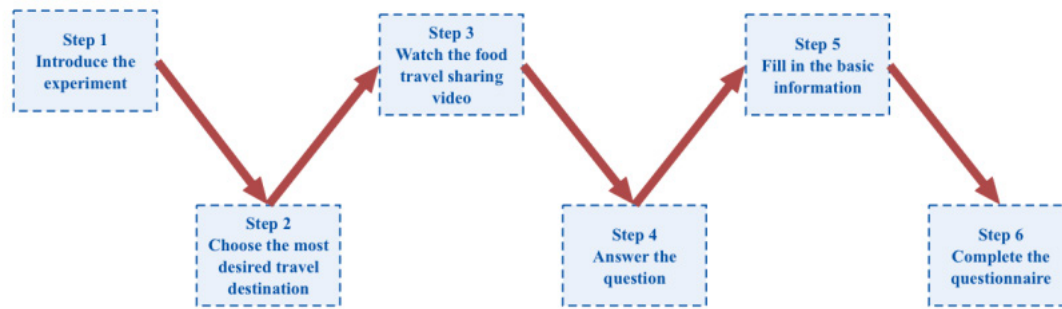 Step 1
Introduce the
experiment
Step 2
Choose the most
desired travel
destination
Step 3
Watch the food
travel sharing
video
Step 4
Answer the
question
Step 5
Fill in the basic
information
Step 6
Complete the
questionnaire